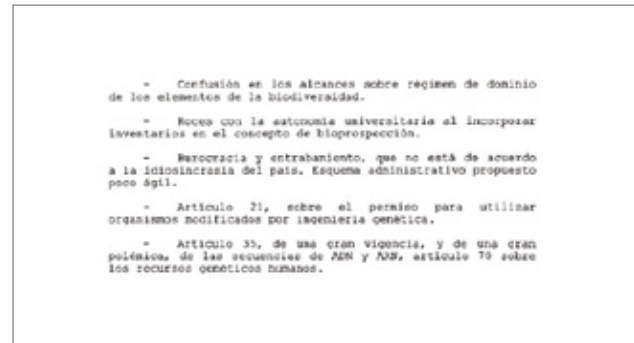 - Confusión en los alcances sobre régimen de dominio
de los elementos de la biodiversidad.
- Roces con la autonomía universitaria al incorporar
inventarios en el concepto de bioprospección.
- Burocracia y entrabamiento, que no está de acuerdo
a la idiosincrasia del país. Esquema administrativo propuesto
poco ágil.
- Artículo 21, sobre el permiso para utilizar
organismos modificados por ingeniería genética.
- Artículo 35, de una gran vigencia, y de una gran
polémica, de las secuencias de ADN y ARN, artículo 70 sobre
los recursos genéticos humanos.